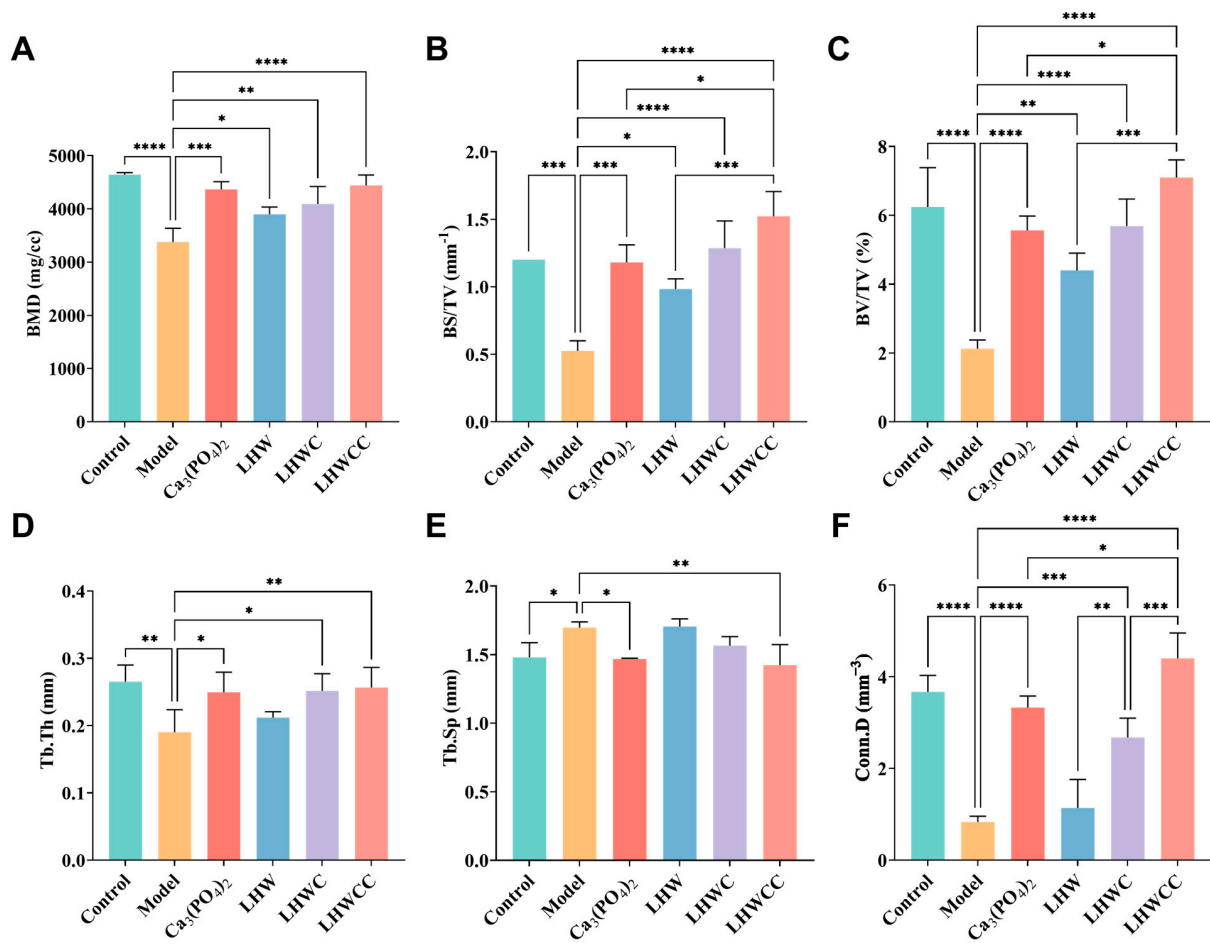 A
****
**
*
**** ***
5000
4000
3000
2000
1000
0
BMD (mg/cc)
Control
Model
Ca₃(PO₄)₂
LHW
LHWC
LHWCC
B
****
*
****
*
*** *** ***
2.0
1.5
1.0
0.5
0.0
BS/TV (mm⁻¹)
Control
Model
Ca₃(PO₄)₂
LHW
LHWC
LHWCC
C
****
*
****
**
**** **** ***
8
6
4
2
0
BV/TV (%)
Control
Model
Ca₃(PO₄)₂
LHW
LHWC
LHWCC
D
**
*
** *
0.4
0.3
0.2
0.1
0.0
Tb.Th (mm)
Control
Model
Ca₃(PO₄)₂
LHW
LHWC
LHWCC
E
**
* *
2.0
1.5
1.0
1.5
0.0
Tb.Sp (mm)
Control
Model
Ca₃(PO₄)₂
LHW
LHWC
LHWCC
F
****
*
***
**** **** ** ***
6
4
2
0
Conn.D (mm⁻³)
Control
Model
Ca₃(PO₄)₂
LHW
LHWC
LHWCC